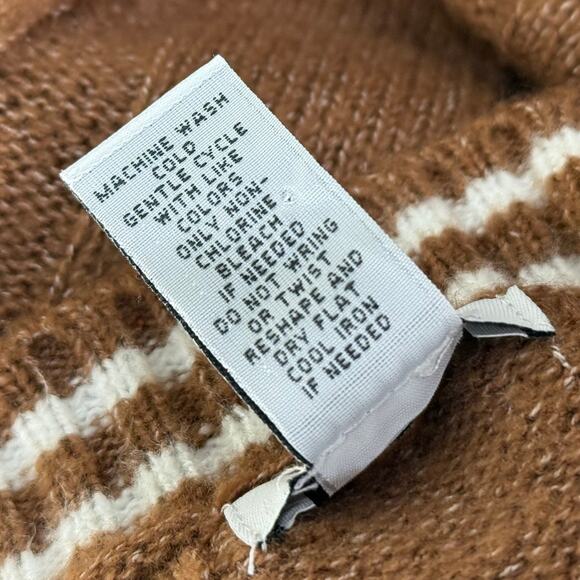 MACHINE WASH
COLD
GENTLE CYCLE
WITH LIKE
COLORS
ONLY NON-
CHLORINE
BLEACH
IF NEEDED
DO NOT WRING
OR TWIST
RESHAPE AND
DRY FLAT
COOL IRON
IF NEEDED